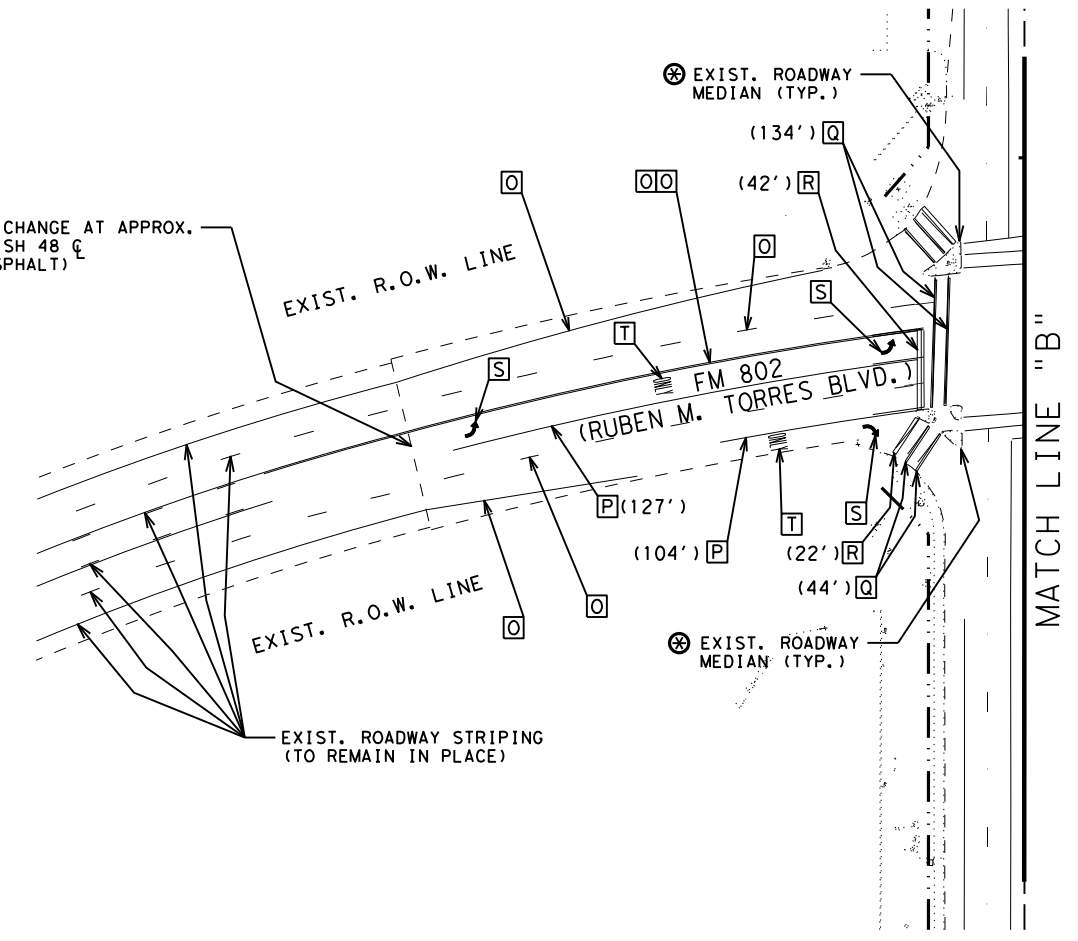 EXIST. ROADWAY
MEDIAN (TYP.)
(134') Q
(42') R
O
OO
CHANGE AT APPROX.
SH 48 ℄
PHALT)
EXIST. R.O.W. LINE
O
S
T
S
FM 802
(RUBEN M. TORRES BLVD.)
MATCH LINE "B"
P (127')
S
T
(104') P
(22') R
(44') Q
O
O
EXIST. R.O.W. LINE
EXIST. ROADWAY
MEDIAN (TYP.)
EXIST. ROADWAY STRIPING
(TO REMAIN IN PLACE)